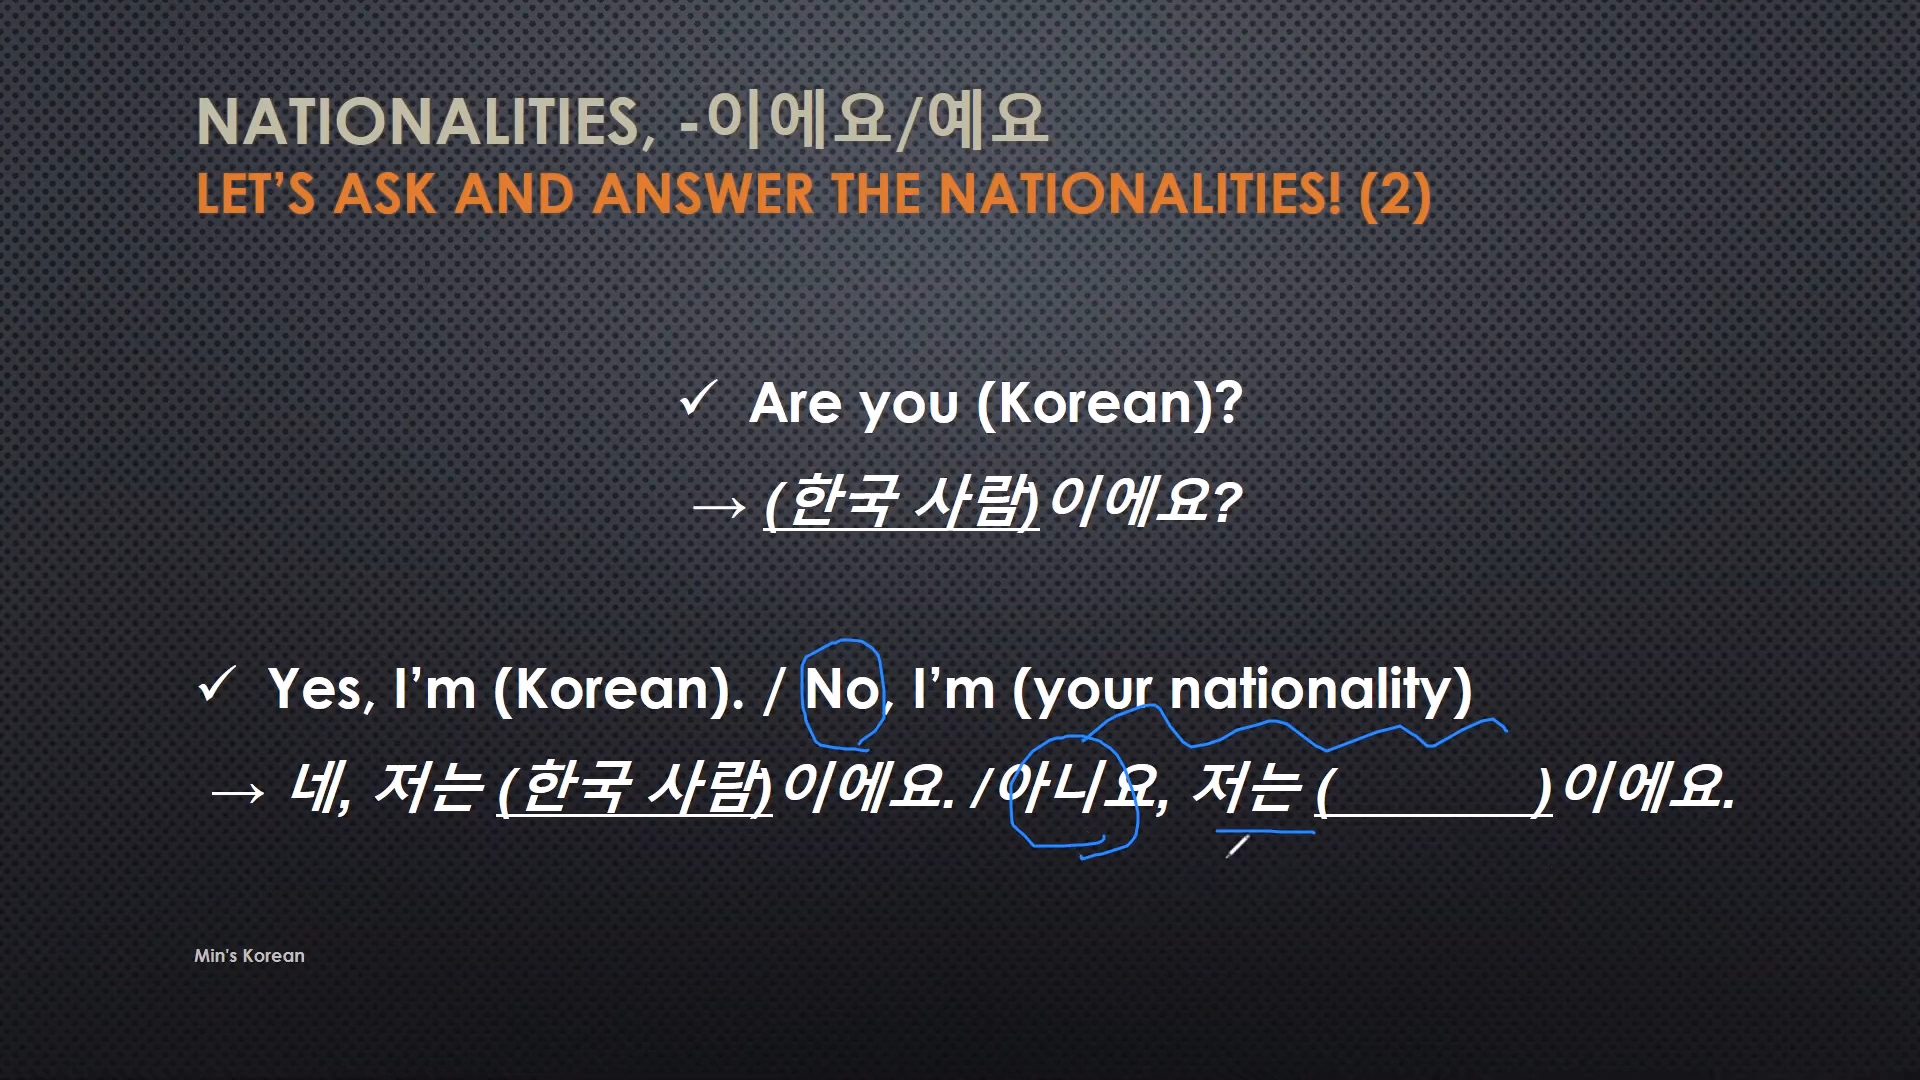 NATIONALITIES, -이에요/예요
LET’S ASK AND ANSWER THE NATIONALITIES! (2)
✓ Are you (Korean)?
→ (한국 사람)이에요?
✓ Yes, I’m (Korean). / No, I’m (your nationality)
→ 네, 저는 (한국 사람)이에요. /아니요, 저는 (          )이에요.
Min's Korean